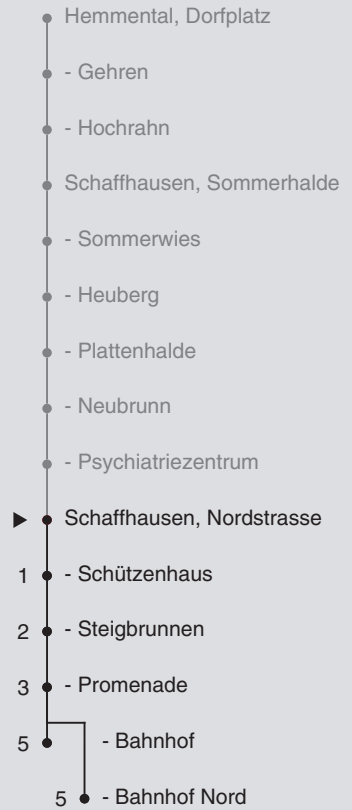 Hemmental, Dorfplatz
- Gehren
- Hochrahn
Schaffhausen, Sommerhalde
- Sommerwies
- Heuberg
- Plattenhalde
- Neubrunn
- Psychiatriezentrum
Schaffhausen, Nordstrasse
1 - Schützenhaus
2 - Steigbrunnen
3 - Promenade
5 - Bahnhof
5 - Bahnhof Nord